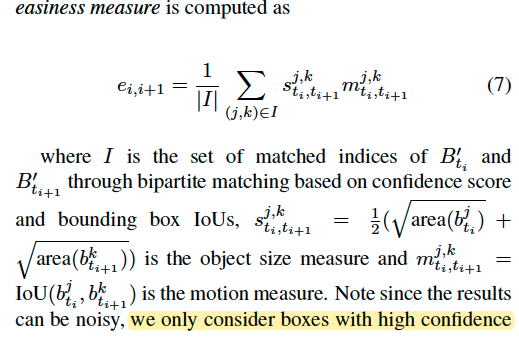 easiness measure is computed as
e_{i,i+1} = \frac{1}{|I|} \sum_{(j,k) \in I} s^{j,k}_{t_i,t_{i+1}} m^{j,k}_{t_i,t_{i+1}} (7)
where I is the set of matched indices of B'_{t_i} and
B'_{t_{i+1}} through bipartite matching based on confidence score
and bounding box IoUs, s^{j,k}_{t_i,t_{i+1}} = \frac{1}{2}(\sqrt{area(b^j_{t_i})} +
\sqrt{area(b^k_{t_{i+1}})}) is the object size measure and m^{j,k}_{t_i,t_{i+1}} =
IoU(b^j_{t_i}, b^k_{t_{i+1}}) is the motion measure. Note since the results
can be noisy, we only consider boxes with high confidence